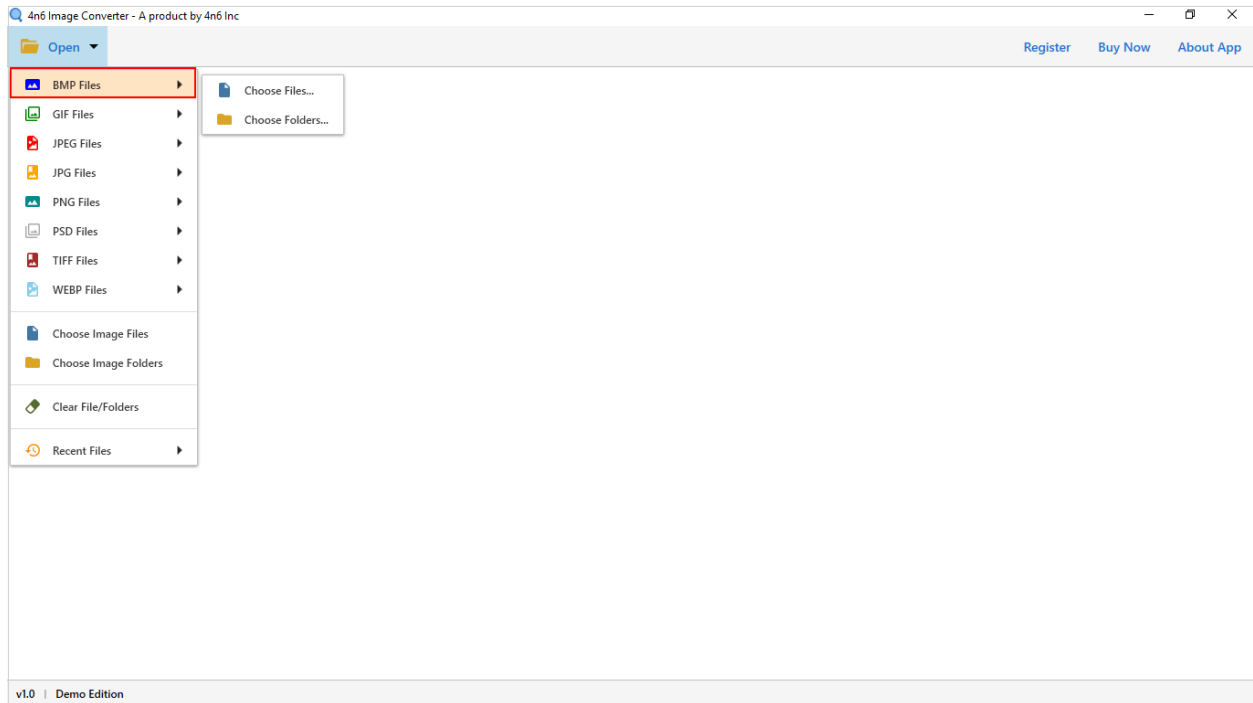 4n6 Image Converter - A product by 4n6 Inc
Open
Register Buy Now About App
BMP Files
Choose Files...
Choose Folders...
GIF Files
JPEG Files
JPG Files
PNG Files
PSD Files
TIFF Files
WEBP Files
Choose Image Files
Choose Image Folders
Clear File/Folders
Recent Files
v1.0 | Demo Edition